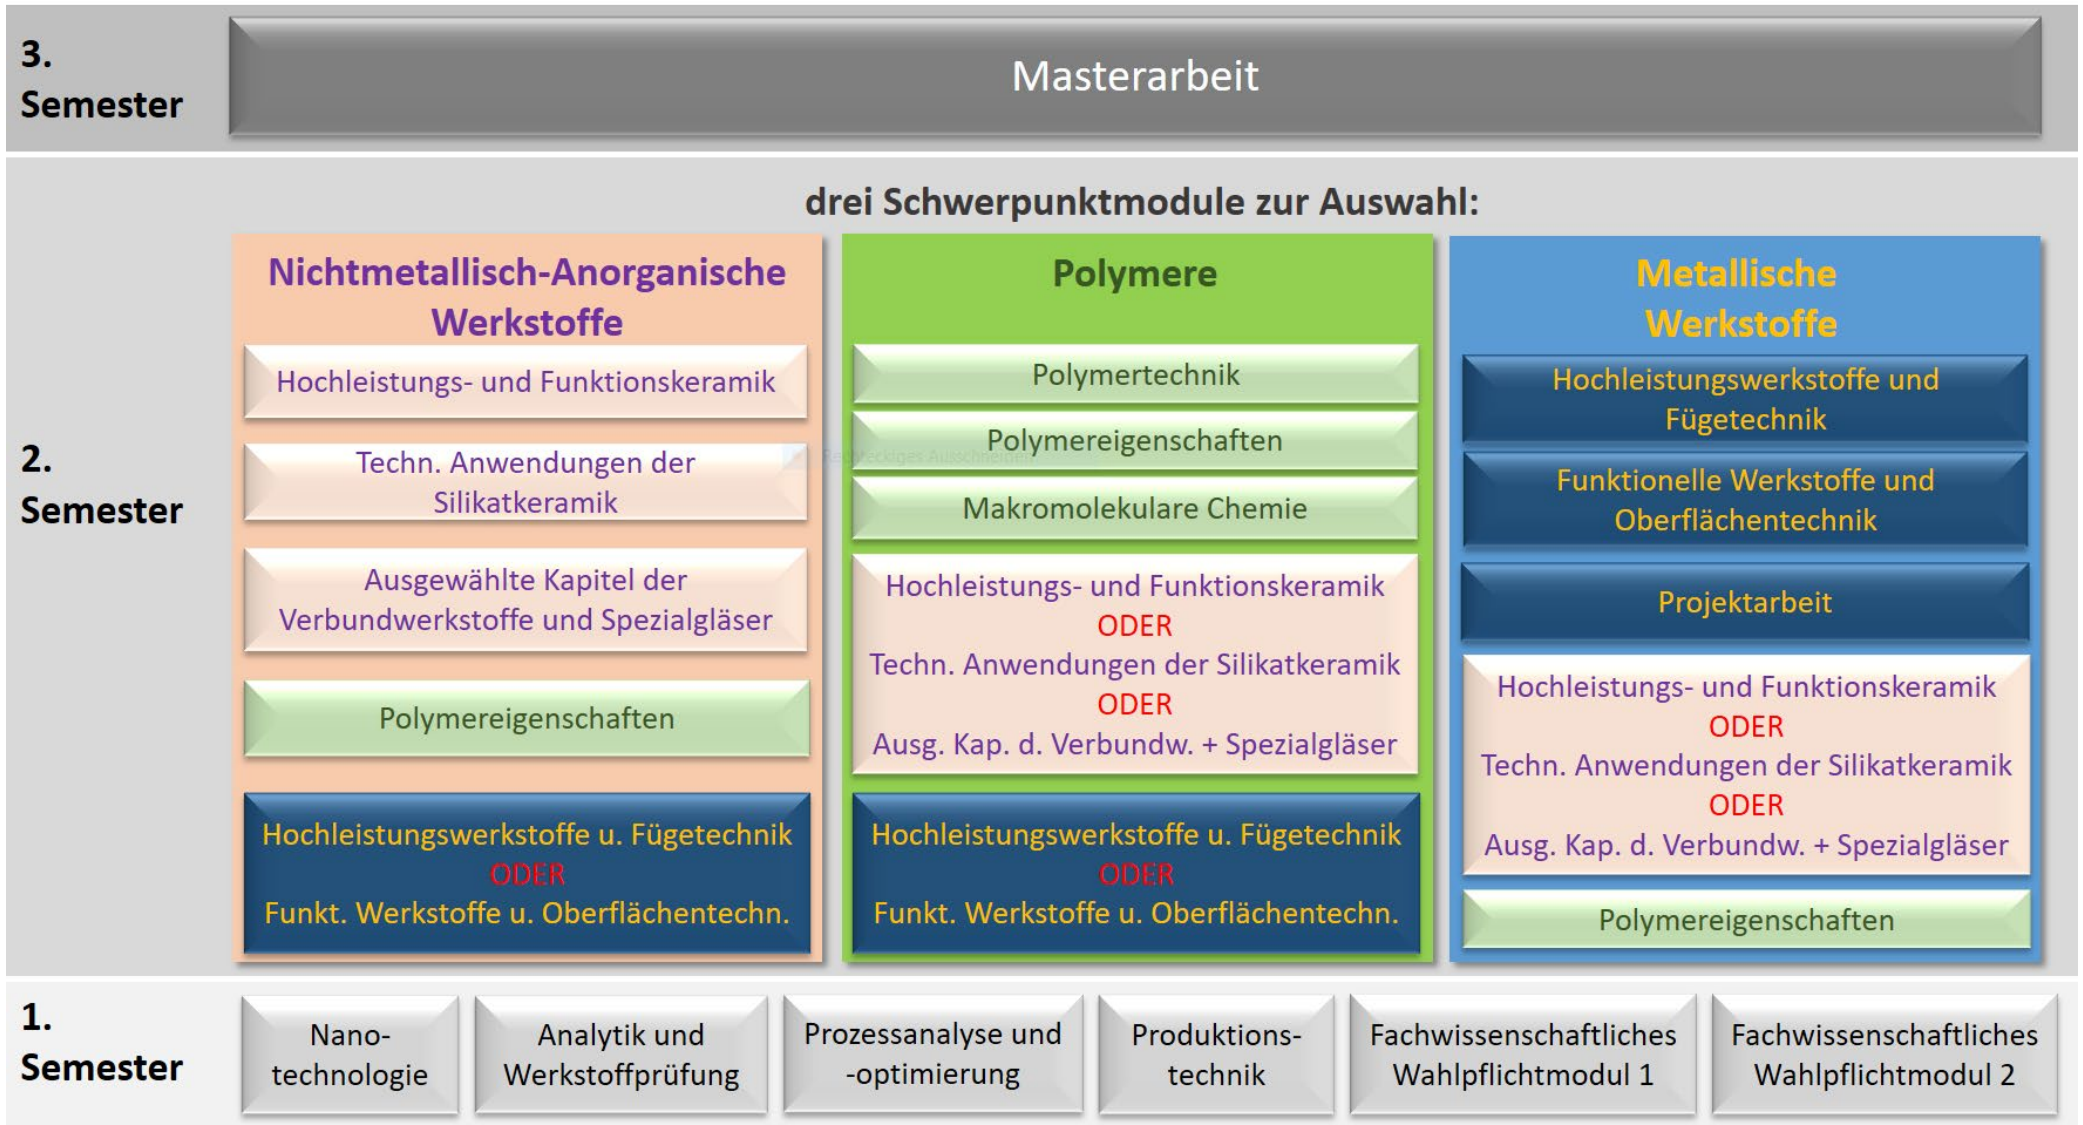 3.
Semester
Masterarbeit
drei Schwerpunktmodule zur Auswahl:
2.
Semester
Nichtmetallisch-Anorganische
Werkstoffe
Hochleistungs- und Funktionskeramik
Techn. Anwendungen der
Silikatkeramik
Ausgewählte Kapitel der
Verbundwerkstoffe und Spezialgläser
Polymereigenschaften
Hochleistungswerkstoffe u. Fügetechnik
ODER
Funkt. Werkstoffe u. Oberflächentechn.
Polymere
Polymertechnik
Polymereigenschaften
Rechteckiges Ausschneiden
Makromolekulare Chemie
Hochleistungs- und Funktionskeramik
ODER
Techn. Anwendungen der Silikatkeramik
ODER
Ausg. Kap. d. Verbundw. + Spezialgläser
Hochleistungswerkstoffe u. Fügetechnik
ODER
Funkt. Werkstoffe u. Oberflächentechn.
Metallische
Werkstoffe
Hochleistungswerkstoffe und
Fügetechnik
Funktionelle Werkstoffe und
Oberflächentechnik
Projektarbeit
Hochleistungs- und Funktionskeramik
ODER
Techn. Anwendungen der Silikatkeramik
ODER
Ausg. Kap. d. Verbundw. + Spezialgläser
Polymereigenschaften
1.
Semester
Nano-
technologie
Analytik und
Werkstoffprüfung
Prozessanalyse und
-optimierung
Produktions-
technik
Fachwissenschaftliches
Wahlpflichtmodul 1
Fachwissenschaftliches
Wahlpflichtmodul 2